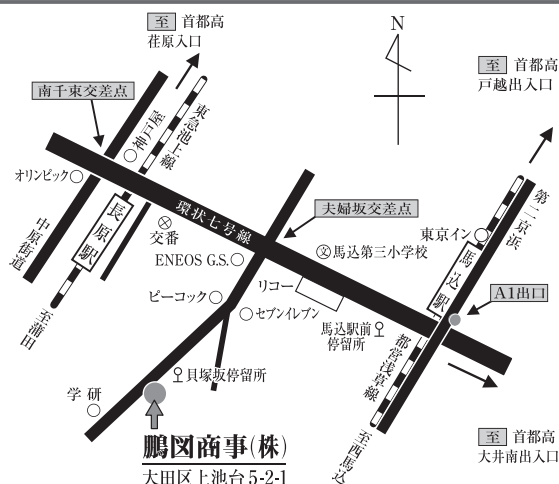 至 首都高
荏原入口
N
至 首都高
戸越出入口
南千束交差点
神戸屋
東急池上線
オリンピック
長原駅
中原街道
至蒲田
環状七号線
交番
ENEOS G.S.
夫婦坂交差点
文 馬込第三小学校
東京イン
第二京浜
馬込駅
A1出口
ピーコック
リコー
セブンイレブン
馬込駅前
停留所
都営浅草線
至西馬込
貝塚坂停留所
学研
鵬図商事(株)
大田区上池台5-2-1
至 首都高
大井南出入口